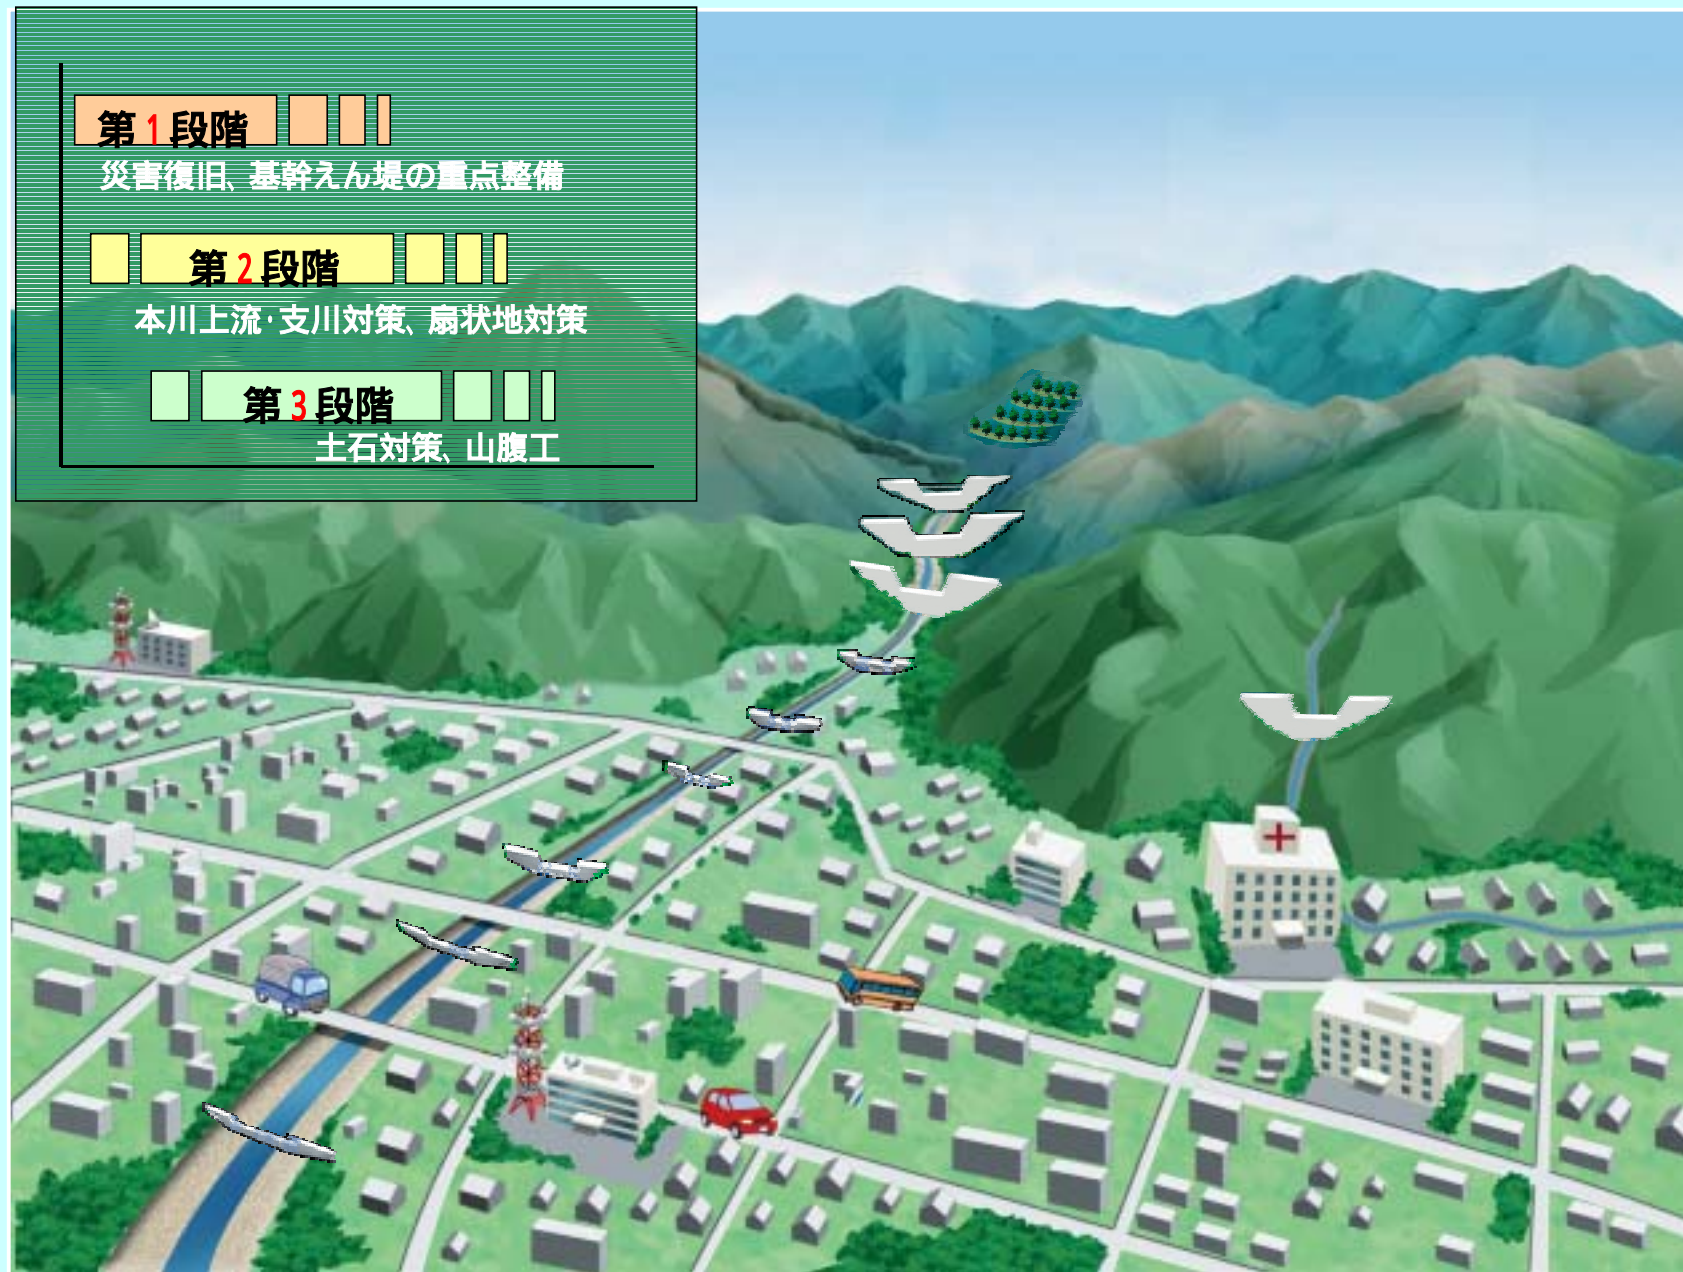 第1段階
災害復旧、基幹えん堤の重点整備
第2段階
本川上流･支川対策、扇状地対策
第3段階
土石対策、山腹工